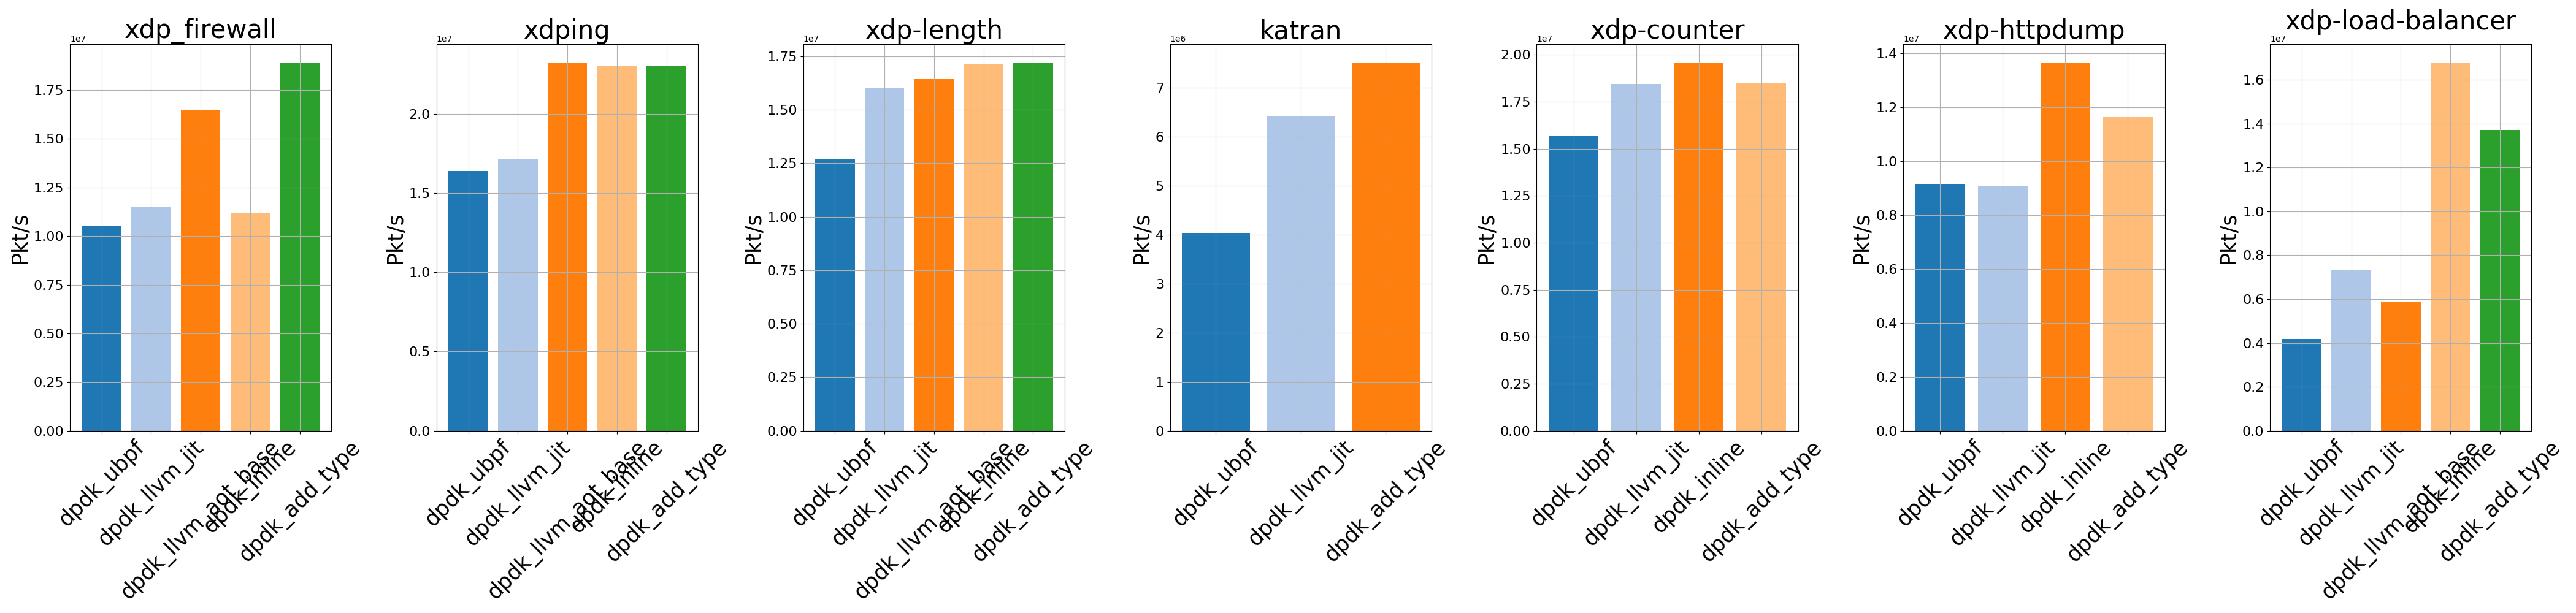 xdp_firewall
1e7
Pkt/s
1.75
1.50
1.25
1.00
0.75
0.50
0.25
0.00
dpdk_ubpf
dpdk_llvm_jit
dpdk_llvm_aot_base
dpdk-inline
dpdk_add_type
xdping
1e7
Pkt/s
2.0
1.5
1.0
0.5
0.0
dpdk_ubpf
dpdk_llvm_jit
dpdk_llvm_aot_base
dpdk-inline
dpdk_add_type
xdp-length
1e7
Pkt/s
1.75
1.50
1.25
1.00
0.75
0.50
0.25
0.00
dpdk_ubpf
dpdk_llvm_jit
dpdk_llvm_aot_base
dpdk-inline
dpdk_add_type
katran
1e6
Pkt/s
7
6
5
4
3
2
1
0
dpdk_ubpf
dpdk_llvm_jit
dpdk_add_type
xdp-counter
1e7
Pkt/s
2.00
1.75
1.50
1.25
1.00
0.75
0.50
0.25
0.00
dpdk_ubpf
dpdk_llvm_jit
dpdk_inline
dpdk_add_type
xdp-httpdump
1e7
Pkt/s
1.4
1.2
1.0
0.8
0.6
0.4
0.2
0.0
dpdk_ubpf
dpdk_llvm_jit
dpdk_inline
dpdk_add_type
xdp-load-balancer
1e7
Pkt/s
1.6
1.4
1.2
1.0
0.8
0.6
0.4
0.2
0.0
dpdk_ubpf
dpdk_llvm_jit
dpdk_llvm_aot_base
dpdk-inline
dpdk_add_type